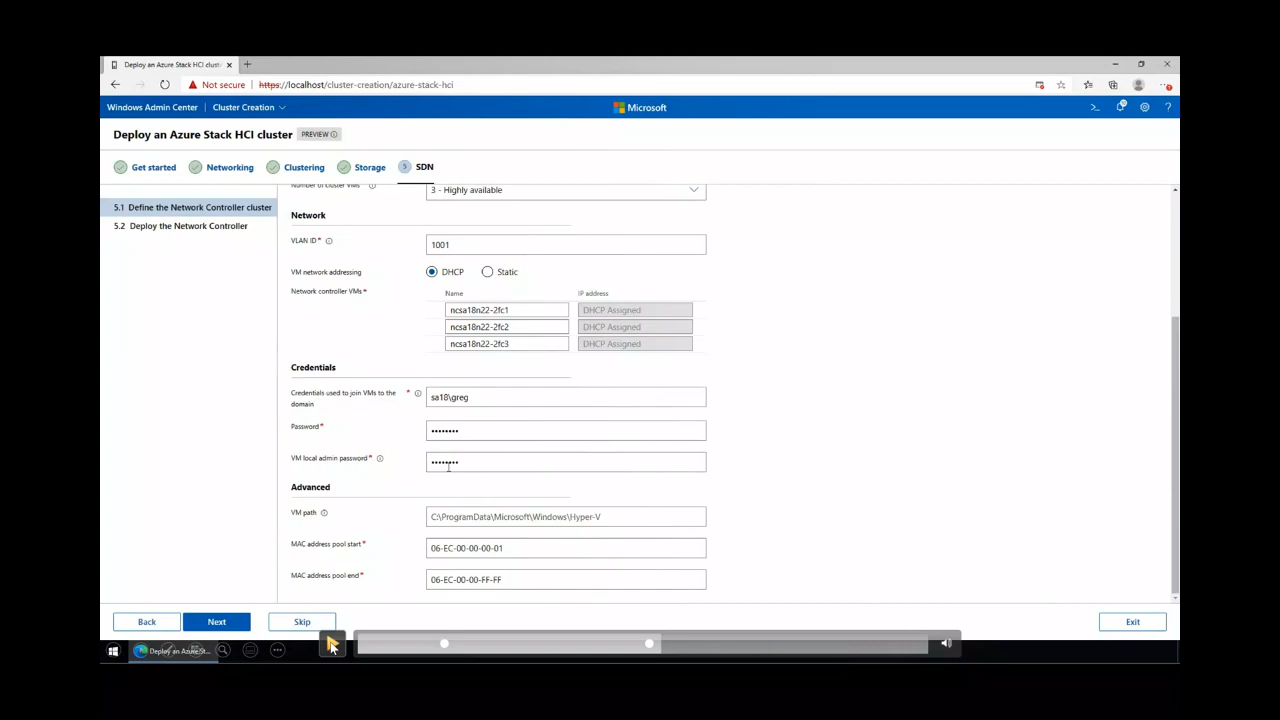 Deploy an Azure Stack HCI clust
Not secure https://localhost/cluster-creation/azure-stack-hci
Windows Admin Center Cluster Creation Microsoft
Deploy an Azure Stack HCI cluster PREVIEW
Get started Networking Clustering Storage 5 SDN
5.1 Define the Network Controller cluster
5.2 Deploy the Network Controller
Number of cluster VMs 3 - Highly available
Network
VLAN ID* 1001
VM network addressing DHCP Static
Network controller VMs* Name IP address
ncsa18n22-2fc1 DHCP Assigned
ncsa18n22-2fc2 DHCP Assigned
ncsa18n22-2fc3 DHCP Assigned
Credentials
Credentials used to join VMs to the domain * sa18\greg
Password* ••••••••
VM local admin password* ••••••••
Advanced
VM path C:\ProgramData\Microsoft\Windows\Hyper-V
MAC address pool start* 06-EC-00-00-00-01
MAC address pool end* 06-EC-00-00-FF-FF
Back Next Skip Exit
Deploy an Azure St...